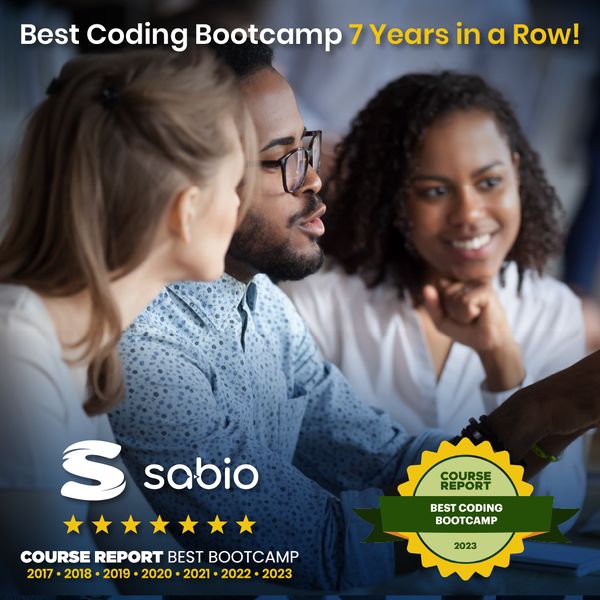 Best Coding Bootcamp 7 Years in a Row!
sabio
COURSE REPORT BEST BOOTCAMP
2017 • 2018 • 2019 • 2020 • 2021 • 2022 • 2023
COURSE
REPORT
BEST CODING
BOOTCAMP
2023